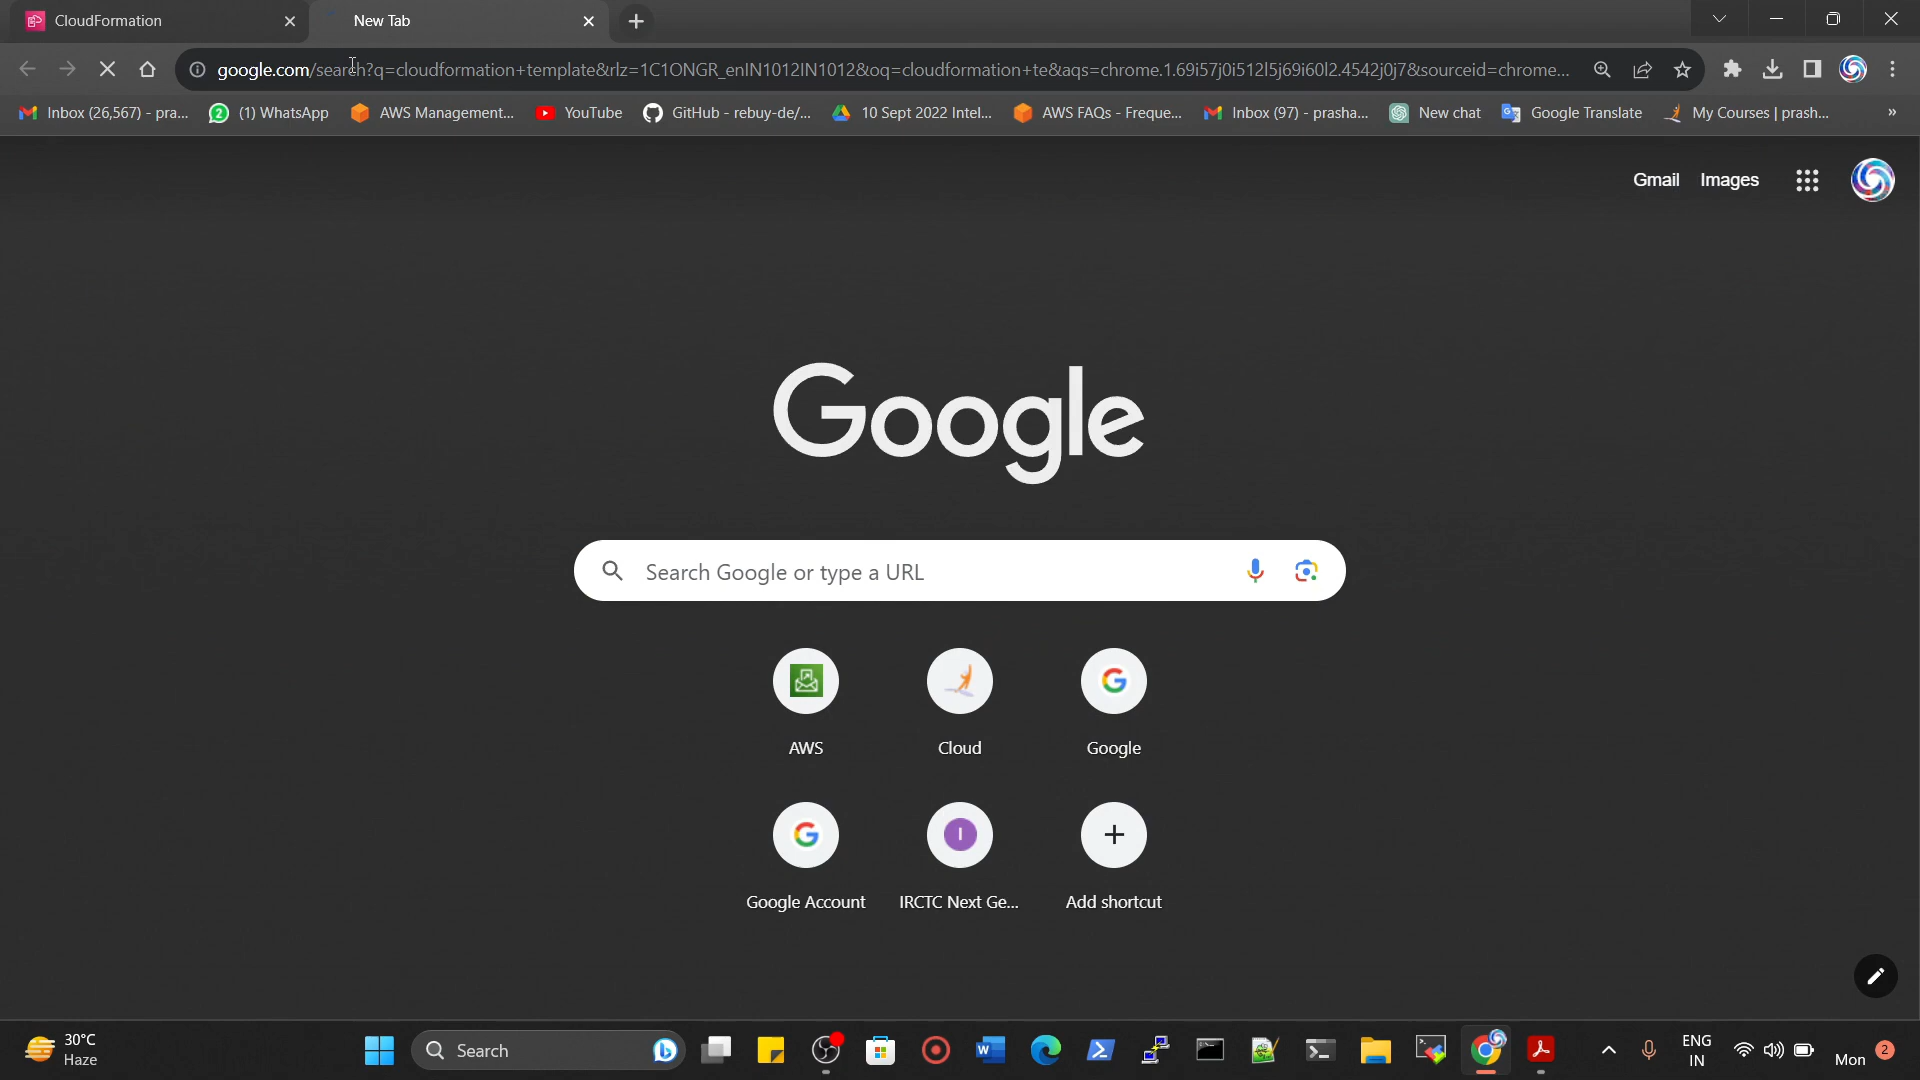 CloudFormation
New Tab
google.com/search?q=cloudformation+template&rlz=1C1ONGR_enIN1012IN1012&oq=cloudformation+te&aqs=chrome.1.69i57j0i512l5j69i60l2.4542j0j7&sourceid=chrome...
Inbox (26,567) - pra... (1) WhatsApp AWS Management... YouTube GitHub - rebuy-de/... 10 Sept 2022 Intel... AWS FAQs - Freque... Inbox (97) - prasha... New chat Google Translate My Courses | prash... »
Gmail Images
Google
Search Google or type a URL
AWS Cloud Google
Google Account IRCTC Next Ge... Add shortcut
30°C
Haze
Search
ENG
IN
Mon 2